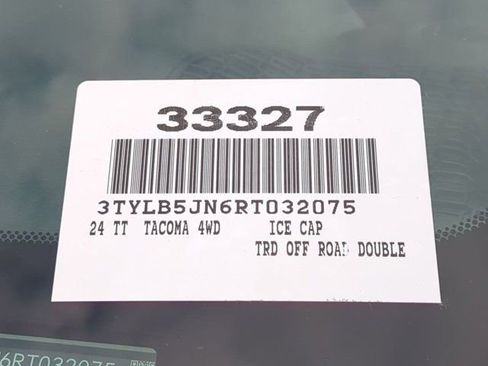 33327
3TYLB5JN6RT032075
24 TT TACOMA 4WD ICE CAP
TRD OFF ROAD DOUBLE
6RT032075